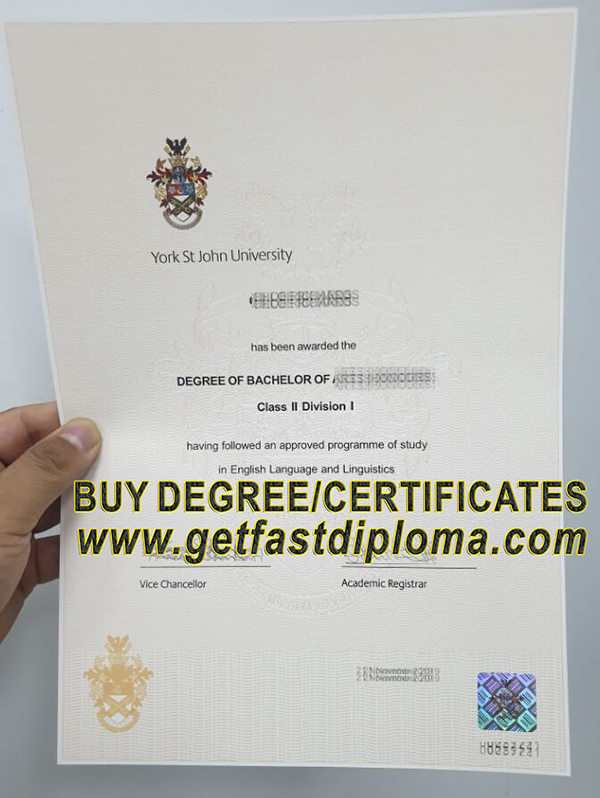 York St John University
has been awarded the
DEGREE OF BACHELOR OF
Class II Division I
having followed an approved programme of study
in English Language and Linguistics
BUY DEGREE/CERTIFICATES
www.getfastdiploma.com
Vice Chancellor
Academic Registrar